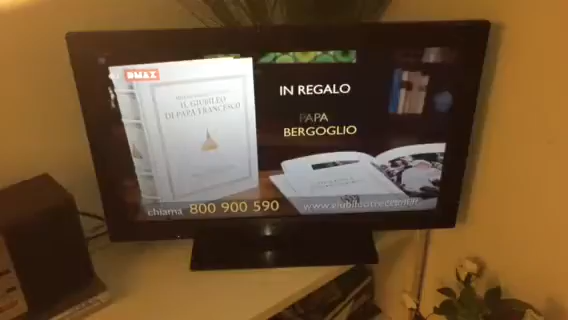 DMAX
IL GIUBILEO
DI PAPA FRANCESCO
IN REGALO
PAPA
BERGOGLIO
chiama 800 900 590